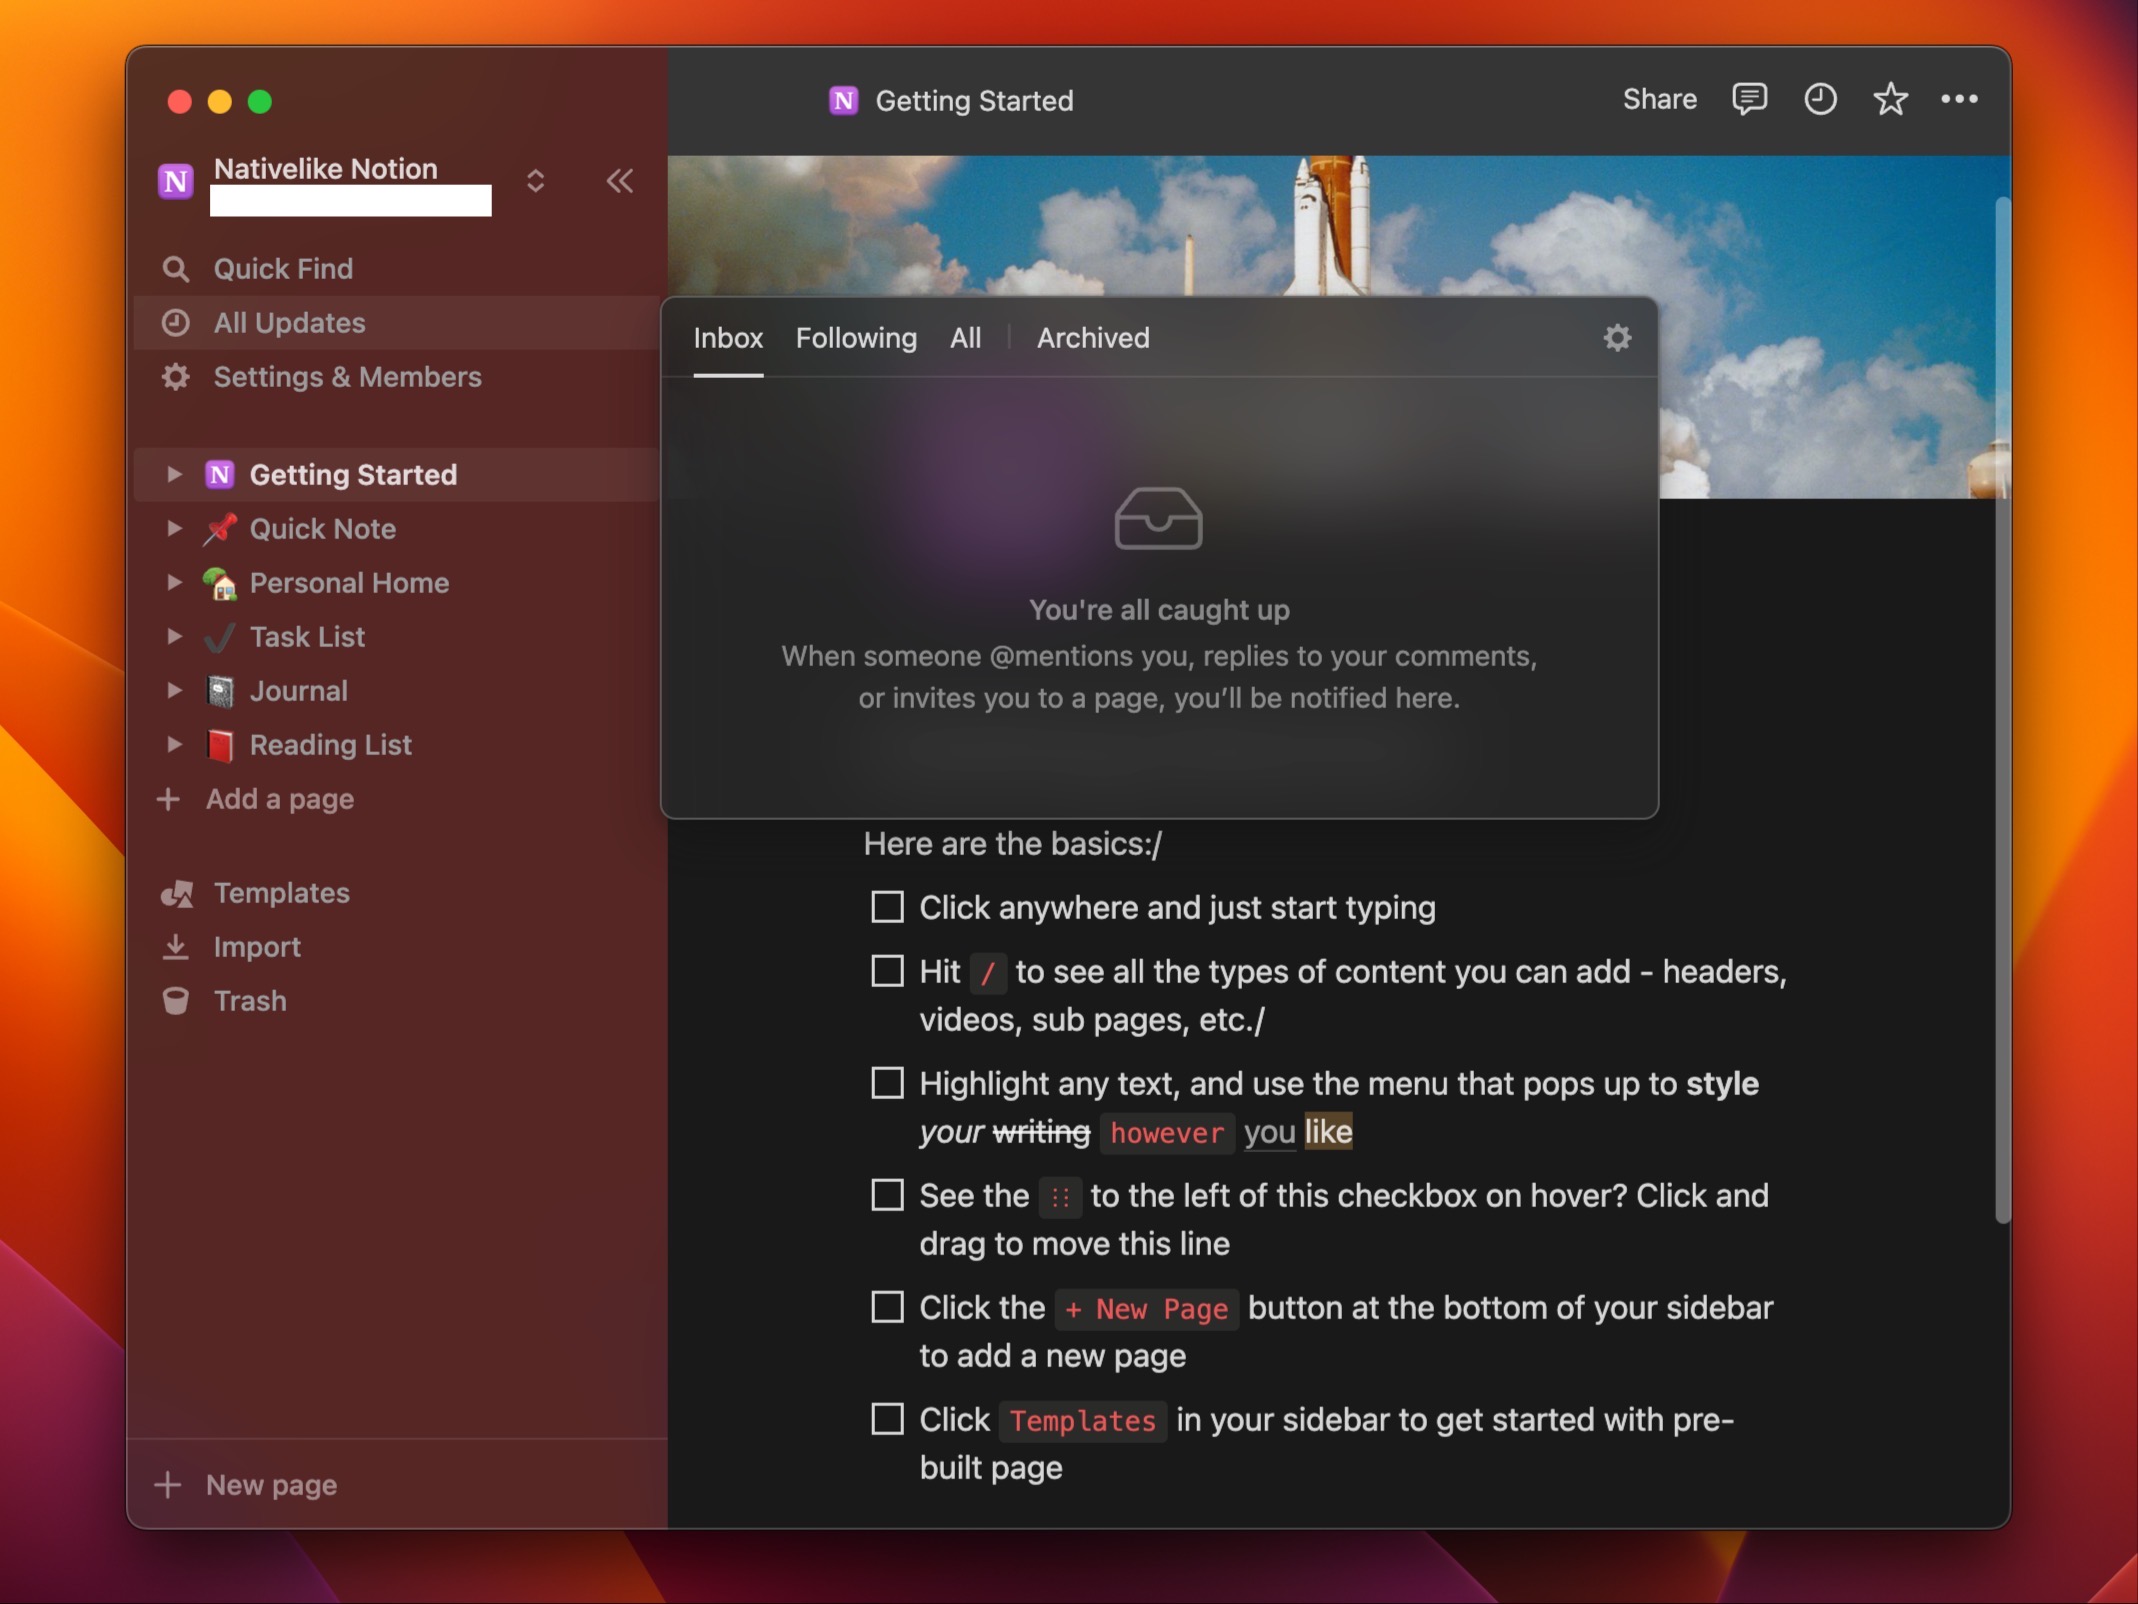 Getting Started
Share
N Nativelike Notion
Quick Find
All Updates
Settings & Members
N Getting Started
Quick Note
Personal Home
Task List
Journal
Reading List
+ Add a page
Templates
Import
Trash
+ New page
Inbox Following All Archived
You're all caught up
When someone @mentions you, replies to your comments,
or invites you to a page, you’ll be notified here.
Here are the basics:/
Click anywhere and just start typing
Hit / to see all the types of content you can add - headers,
videos, sub pages, etc./
Highlight any text, and use the menu that pops up to style
your writing however you like
See the ⋮⋮ to the left of this checkbox on hover? Click and
drag to move this line
Click the + New Page button at the bottom of your sidebar
to add a new page
Click Templates in your sidebar to get started with pre-
built page